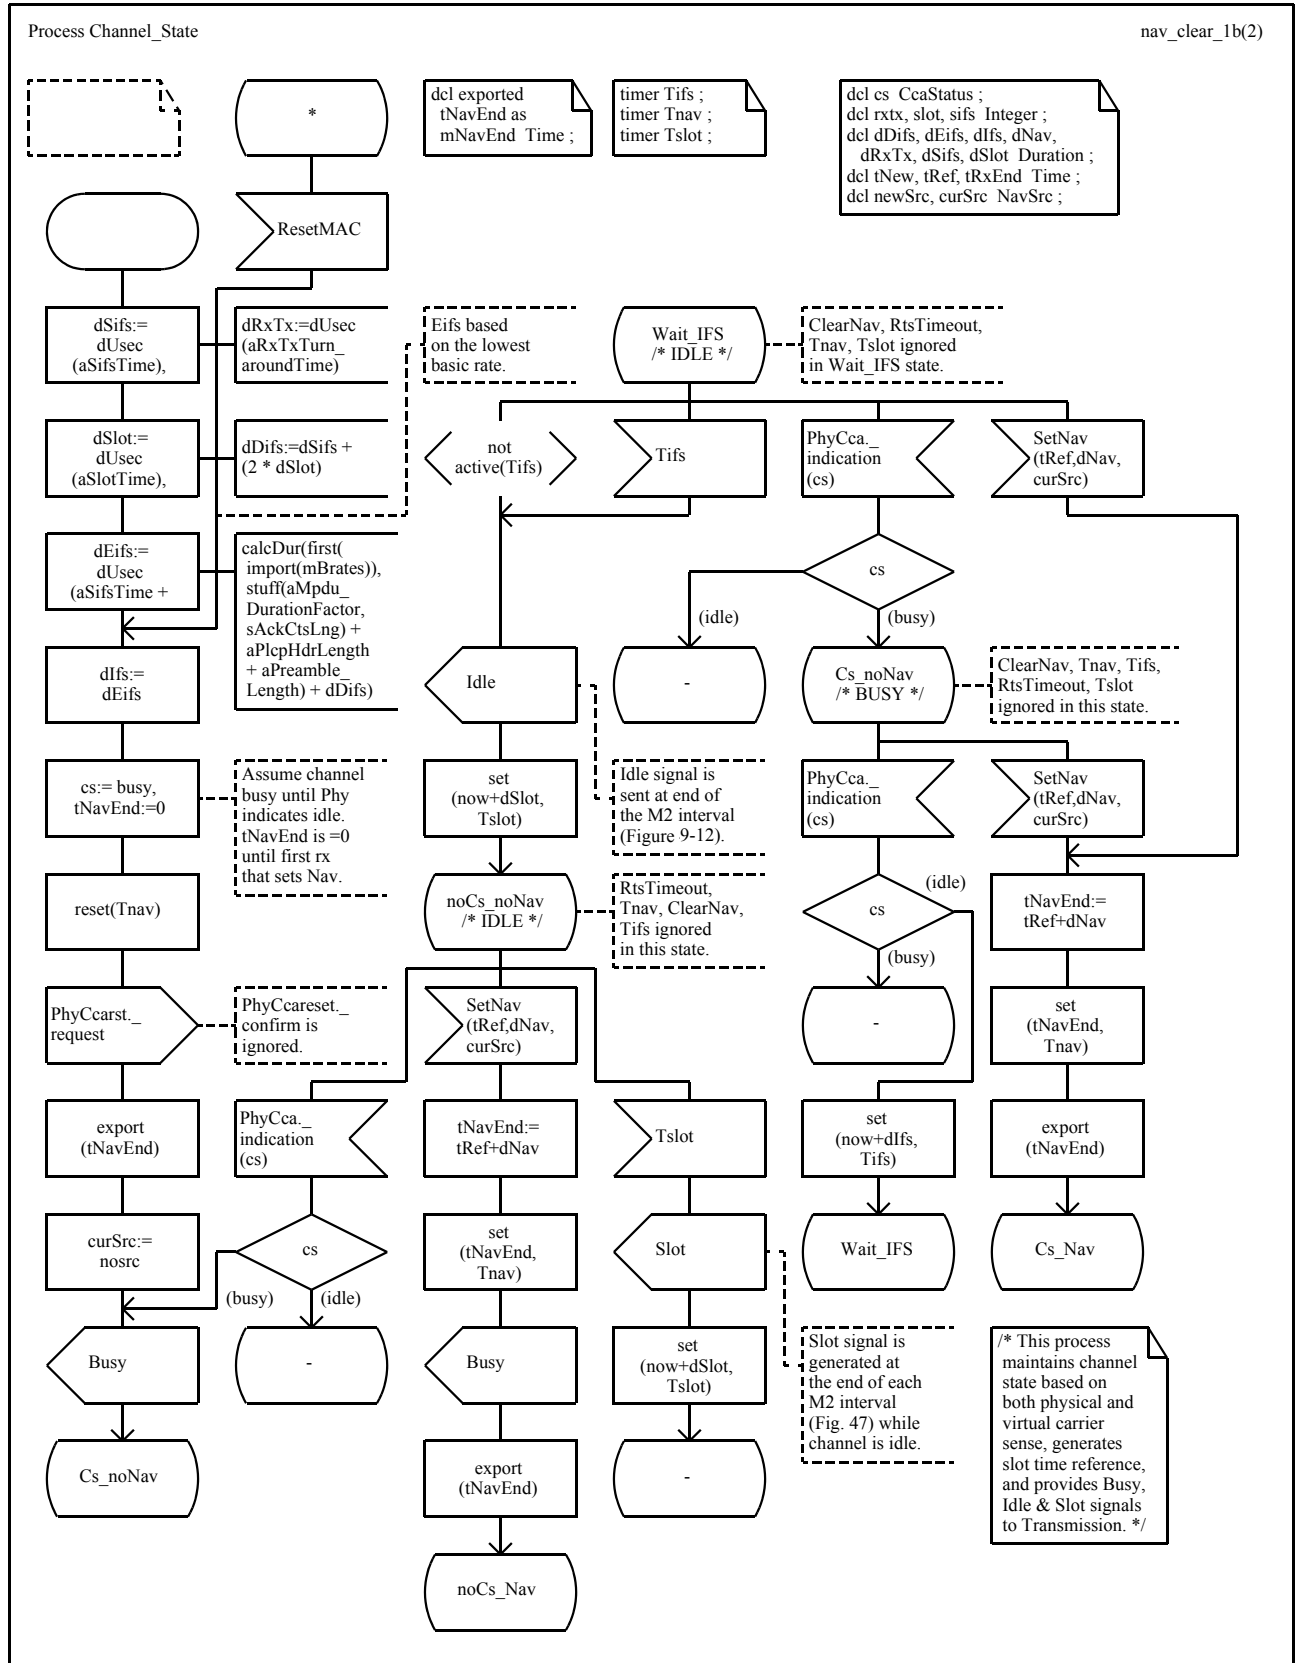 Process Channel_State
nav_clear_1b(2)
*
dcl exported
tNavEnd as
mNavEnd Time ;
timer Tifs ;
timer Tnav ;
timer Tslot ;
dcl cs CcaStatus ;
dcl rxtx, slot, sifs Integer ;
dcl dDifs, dEifs, dIfs, dNav,
dRxTx, dSifs, dSlot Duration ;
dcl tNew, tRef, tRxEnd Time ;
dcl newSrc, curSrc NavSrc ;
ResetMAC
dSifs:=
dUsec
(aSifsTime),
dRxTx:=dUsec
(aRxTxTurn_
aroundTime)
Eifs based
on the lowest
basic rate.
Wait_IFS
/* IDLE */
ClearNav, RtsTimeout,
Tnav, Tslot ignored
in Wait_IFS state.
dSlot:=
dUsec
(aSlotTime),
dDifs:=dSifs +
(2 * dSlot)
not
active(Tifs)
Tifs
PhyCca._
indication
(cs)
SetNav
(tRef,dNav,
curSrc)
dEifs:=
dUsec
(aSifsTime +
calcDur(first(
import(mBrates)),
stuff(aMpdu_
DurationFactor,
sAckCtsLng) +
aPlcpHdrLength
+ aPreamble_
Length) + dDifs)
cs
(idle)
(busy)
dIfs:=
dEifs
Idle
-
Cs_noNav
/* BUSY */
ClearNav, Tnav, Tifs,
RtsTimeout, Tslot
ignored in this state.
cs:= busy,
tNavEnd:=0
Assume channel
busy until Phy
indicates idle.
tNavEnd is =0
until first rx
that sets Nav.
set
(now+dSlot,
Tslot)
Idle signal is
sent at end of
the M2 interval
(Figure 9-12).
PhyCca._
indication
(cs)
SetNav
(tRef,dNav,
curSrc)
reset(Tnav)
noCs_noNav
/* IDLE */
RtsTimeout,
Tnav, ClearNav,
Tifs ignored
in this state.
cs
(idle)
(busy)
tNavEnd:=
tRef+dNav
PhyCcarst._
request
PhyCcareset._
confirm is
ignored.
SetNav
(tRef,dNav,
curSrc)
-
set
(tNavEnd,
Tnav)
export
(tNavEnd)
PhyCca._
indication
(cs)
tNavEnd:=
tRef+dNav
Tslot
set
(now+dIfs,
Tifs)
export
(tNavEnd)
curSrc:=
nosrc
cs
(busy)
(idle)
set
(tNavEnd,
Tnav)
Slot
Wait_IFS
Cs_Nav
Busy
-
Busy
set
(now+dSlot,
Tslot)
Slot signal is
generated at
the end of each
M2 interval
(Fig. 47) while
channel is idle.
/* This process
maintains channel
state based on
both physical and
virtual carrier
sense, generates
slot time reference,
and provides Busy,
Idle & Slot signals
to Transmission. */
Cs_noNav
export
(tNavEnd)
-
noCs_Nav